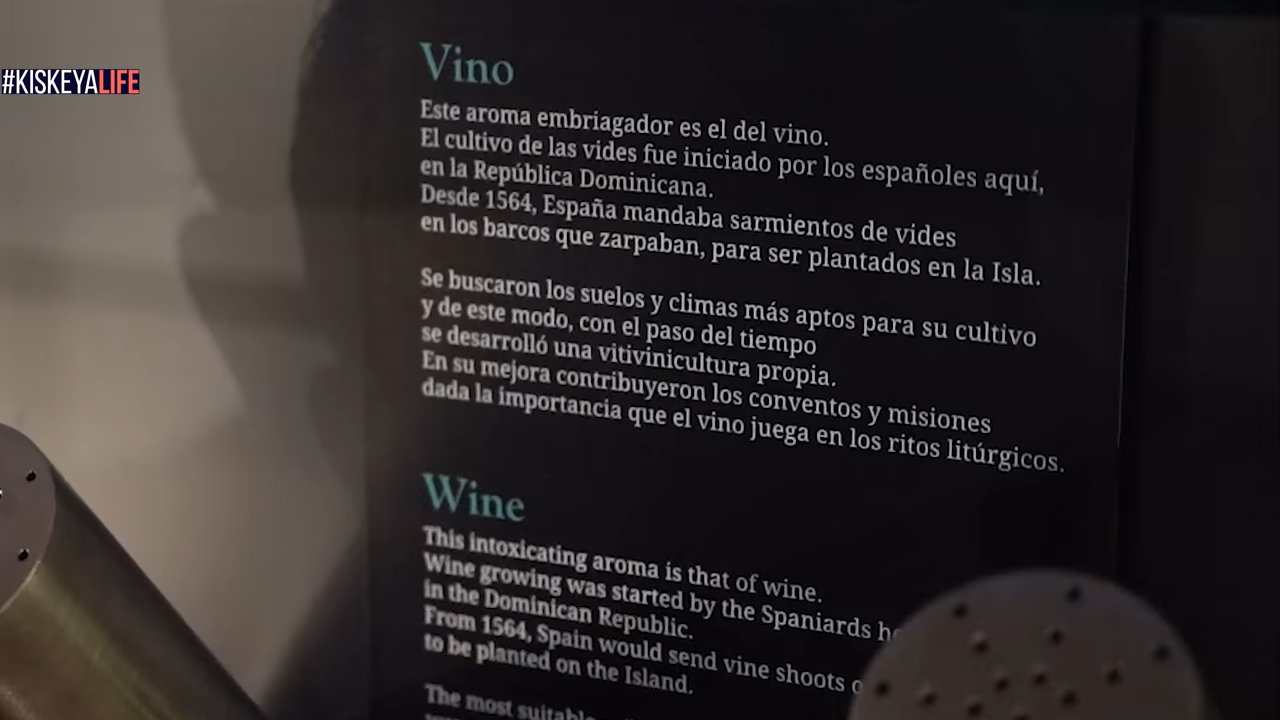 #KISKEYALIFE
Vino
Este aroma embriagador es el del vino.
El cultivo de las vides fue iniciado por los españoles aquí,
en la República Dominicana.
Desde 1564, España mandaba sarmientos de vides
en los barcos que zarpaban, para ser plantados en la Isla.
Se buscaron los suelos y climas más aptos para su cultivo
y de este modo, con el paso del tiempo
se desarrolló una vitivinicultura propia.
En su mejora contribuyeron los conventos y misiones
dada la importancia que el vino juega en los ritos litúrgicos.
Wine
This intoxicating aroma is that of wine.
Wine growing was started by the Spaniards
in the Dominican Republic.
From 1564, Spain would send vine shoots
to be planted on the Island.
The most